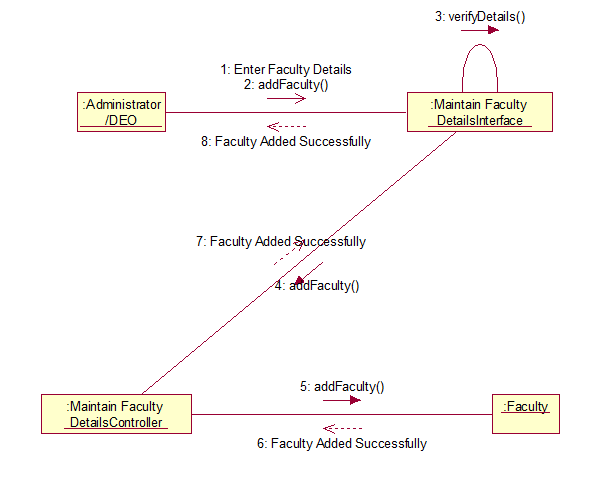 3: verifyDetails()
1: Enter Faculty Details
2: addFaculty()
:Administrator
/DEO
:Maintain Faculty
DetailsInterface
8: Faculty Added Successfully
7: Faculty Added Successfully
4: addFaculty()
5: addFaculty()
:Maintain Faculty
DetailsController
:Faculty
6: Faculty Added Successfully